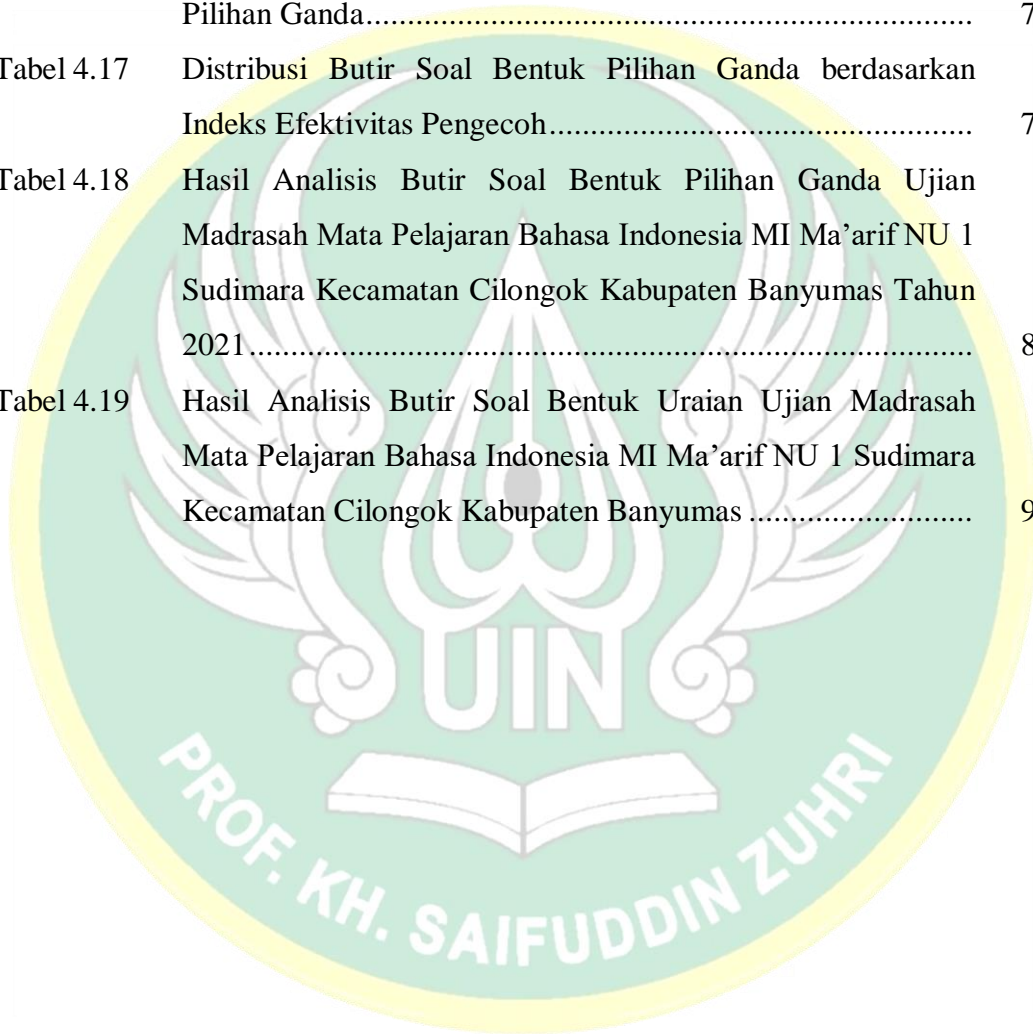 Pilihan Ganda.......................................................................... 7
Tabel 4.17 Distribusi Butir Soal Bentuk Pilihan Ganda berdasarkan
Indeks Efektivitas Pengecoh.................................................... 7
Tabel 4.18 Hasil Analisis Butir Soal Bentuk Pilihan Ganda Ujian
Madrasah Mata Pelajaran Bahasa Indonesia MI Ma’arif NU 1
Sudimara Kecamatan Cilongok Kabupaten Banyumas Tahun
2021......................................................................................... 8
Tabel 4.19 Hasil Analisis Butir Soal Bentuk Uraian Ujian Madrasah
Mata Pelajaran Bahasa Indonesia MI Ma’arif NU 1 Sudimara
Kecamatan Cilongok Kabupaten Banyumas ........................... 9
UIN
PROF. KH. SAIFUDDIN ZUHRI